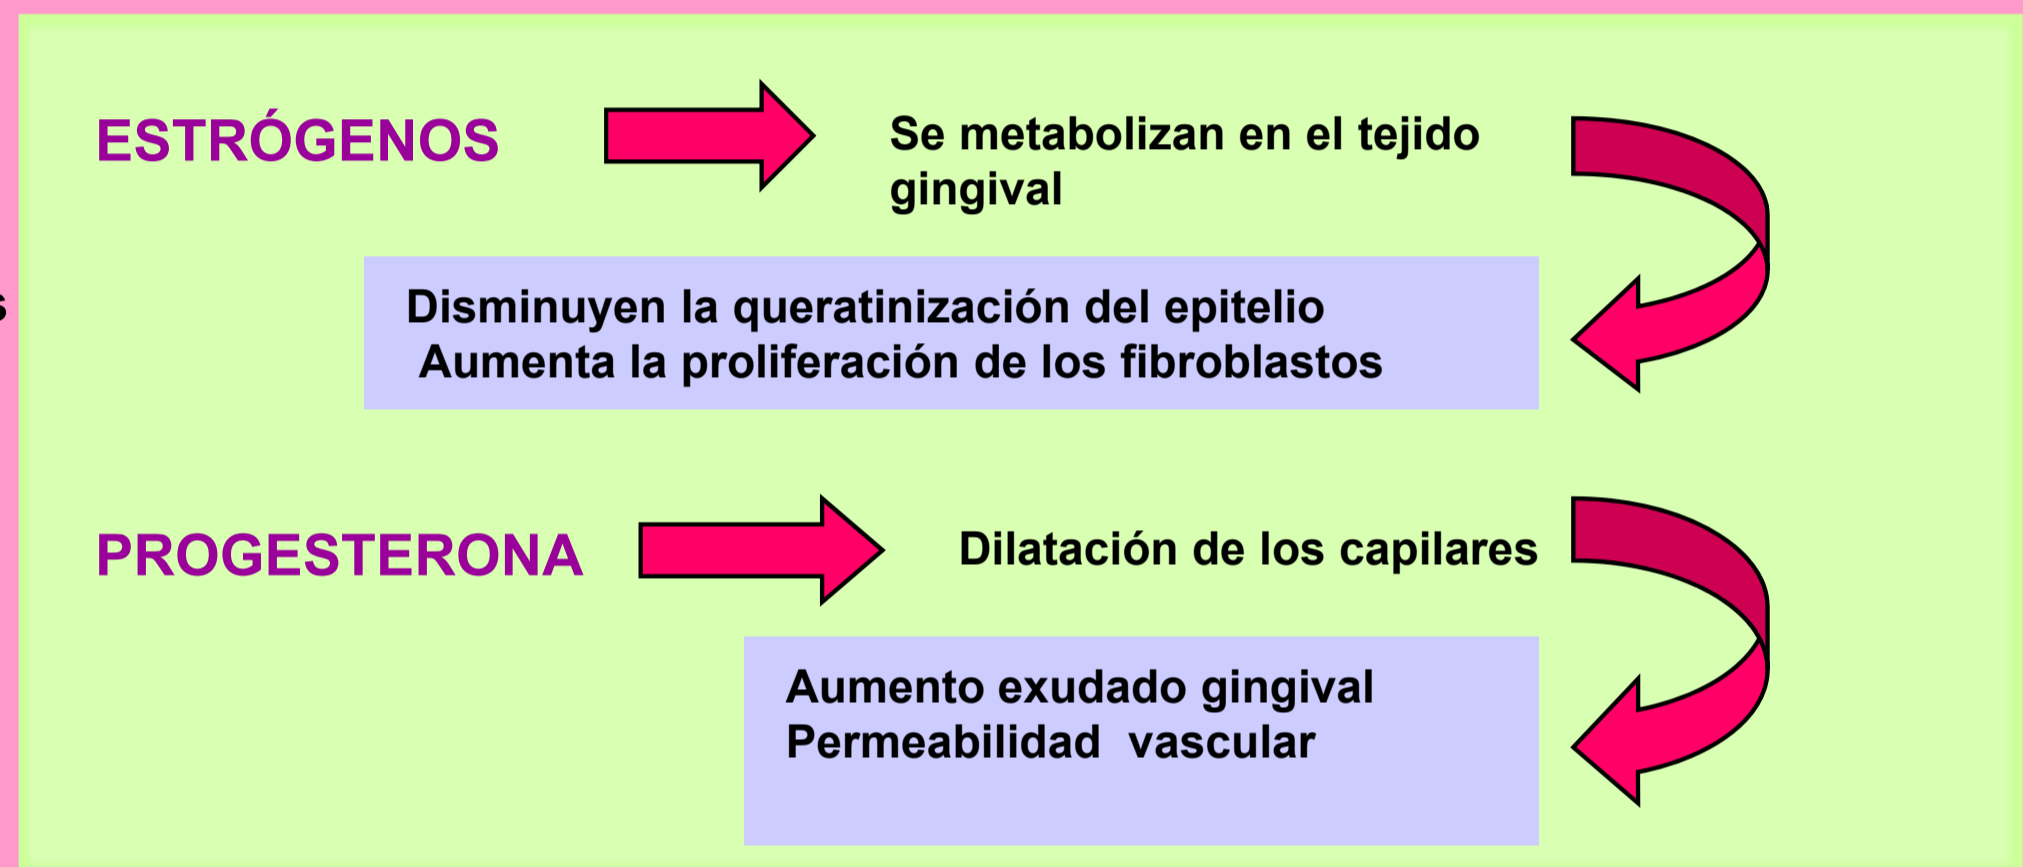 ESTRÓGENOS
Se metabolizan en el tejido
gingival
Disminuyen la queratinización del epitelio
Aumenta la proliferación de los fibroblastos
PROGESTERONA
Dilatación de los capilares
Aumento exudado gingival
Permeabilidad vascular